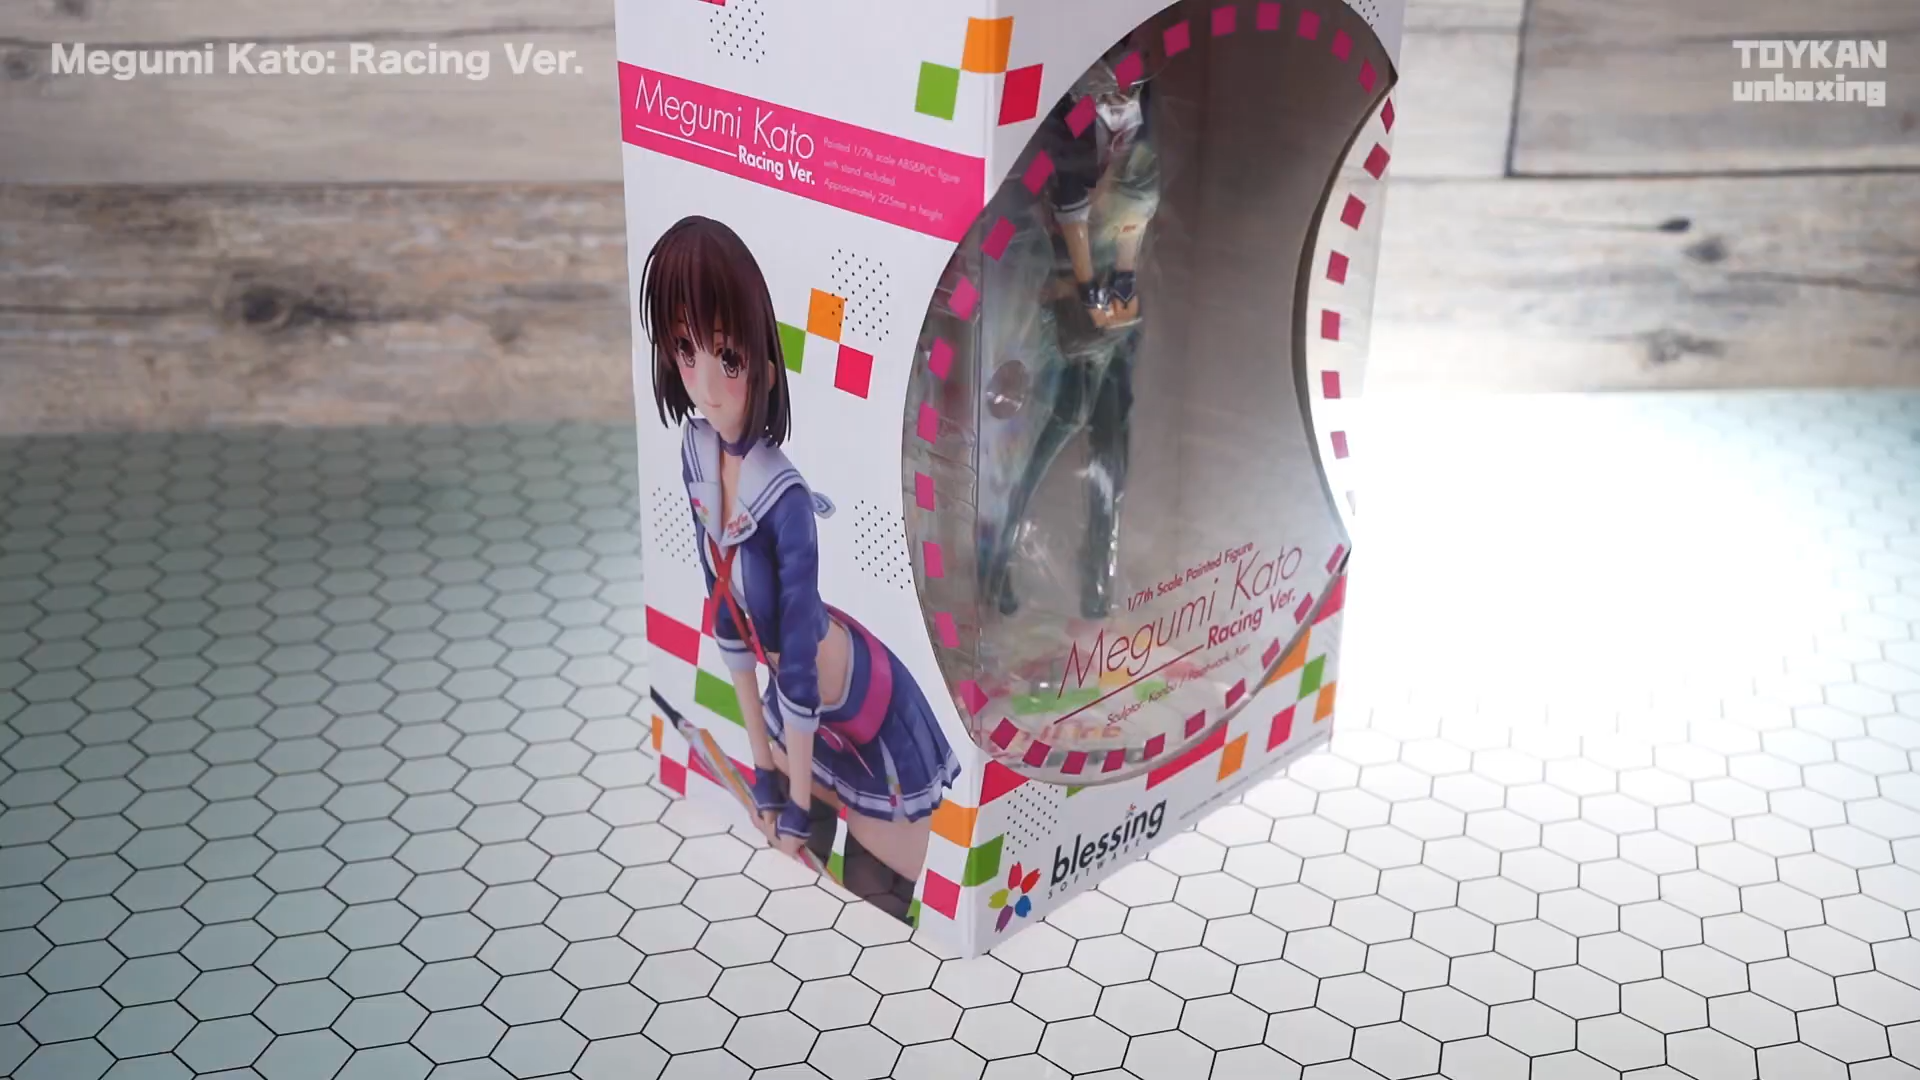 Megumi Kato: Racing Ver.
TOYKAN
unboxing
Megumi Kato
Racing Ver.
Painted 1/7th scale ABS&PVC figure
with stand included.
Approximately 225mm in height.
1/7th Scale Painted Figure
Megumi Kato
Racing Ver.
blessing
SOFTWARE